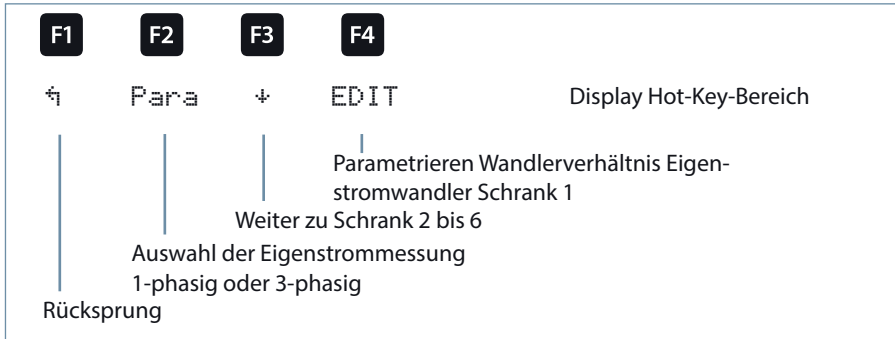 F1 F2 F3 F4
↰ Para ↓ EDIT Display Hot-Key-Bereich
Parametrieren Wandlerverhältnis Eigen-
stromwandler Schrank 1
Weiter zu Schrank 2 bis 6
Auswahl der Eigenstrommessung
1-phasig oder 3-phasig
Rücksprung